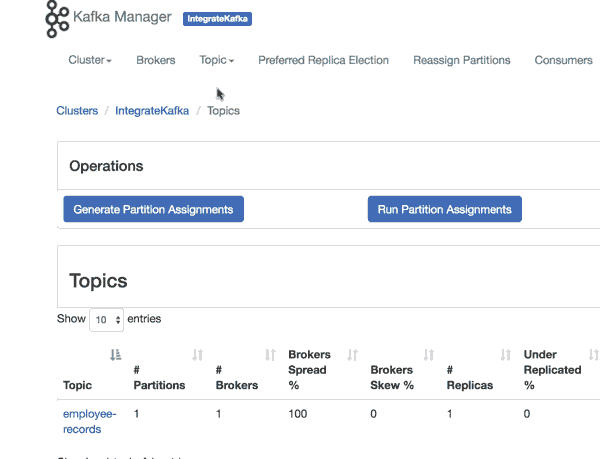 Kafka Manager IntegrateKafka
Cluster Brokers Topic Preferred Replica Election Reassign Partitions Consumers
Clusters / IntegrateKafka / Topics
Operations
Generate Partition Assignments Run Partition Assignments
Topics
Show 10 entries
Topic # Partitions # Brokers Brokers Spread % Brokers Skew % # Replicas Under Replicated %
employee-records 1 1 100 0 1 0